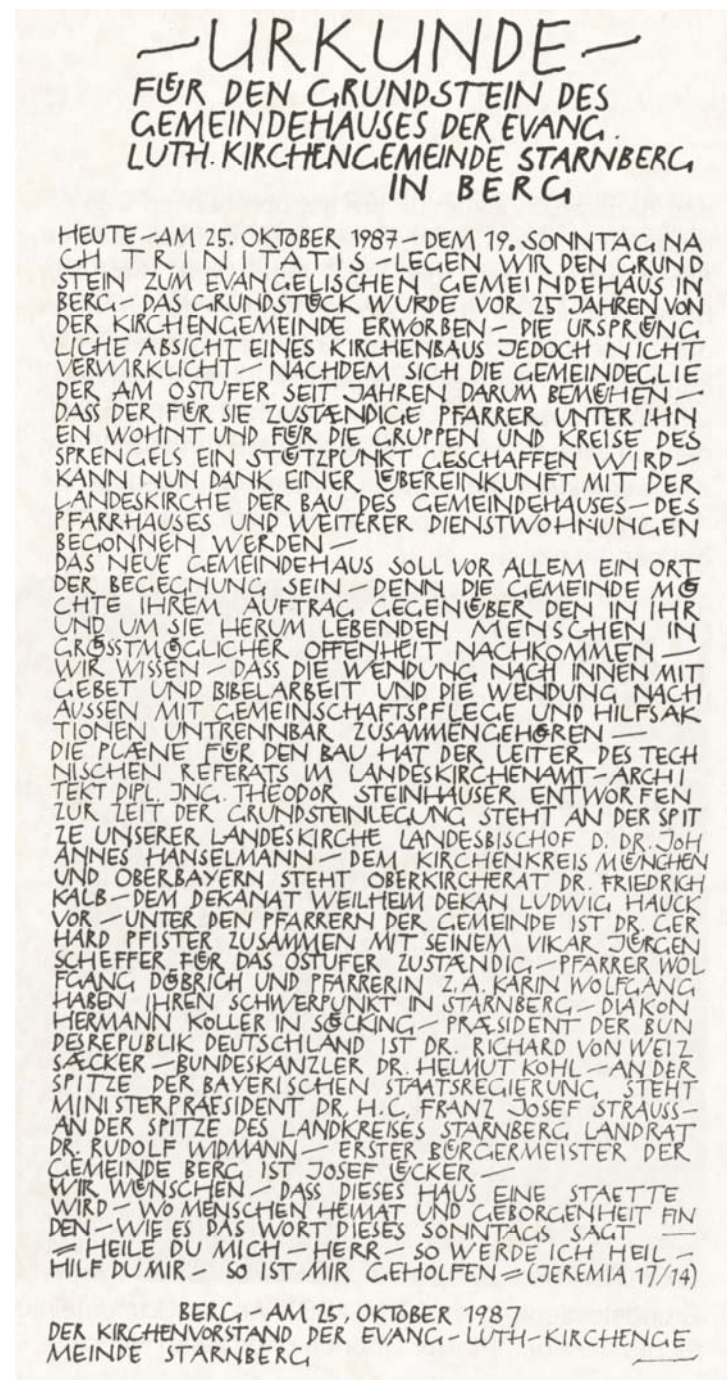 —URKUNDE—
FÜR DEN GRUNDSTEIN DES
GEMEINDEHAUSES DER EVANG.
LUTH. KIRCHENGEMEINDE STARNBERG
IN BERG
HEUTE – AM 25. OKTOBER 1987 – DEM 19. SONNTAG NA
CH TRINITATIS – LEGEN WIR DEN GRUND
STEIN ZUM EVANGELISCHEN GEMEINDEHAUS IN
BERG – DAS GRUNDSTÜCK WURDE VOR 25 JAHREN VON
DER KIRCHENGEMEINDE ERWORBEN – DIE URSPRÜNG
LICHE ABSICHT EINES KIRCHENBAUS JEDOCH NICHT
VERWIRKLICHT – NACHDEM SICH DIE GEMEINDEGLIE
DER AM OSTUFER SEIT JAHREN DARUM BEMÜHEN –
DASS DER FÜR SIE ZUSTÆNDIGE PFARRER UNTER IHN
EN WOHNT UND FÜR DIE GRUPPEN UND KREISE DES
SPRENGELS EIN STÜTZPUNKT GESCHAFFEN WIRD –
KANN NUN DANK EINER ÜBEREINKUNFT MIT DER
LANDESKIRCHE DER BAU DES GEMEINDEHAUSES – DES
PFARRHAUSES UND WEITERER DIENSTWOHNUNGEN
BEGONNEN WERDEN –
DAS NEUE GEMEINDEHAUS SOLL VOR ALLEM EIN ORT
DER BEGEGNUNG SEIN – DENN DIE GEMEINDE MÖ
CHTE IHREM AUFTRAG GEGENÜBER DEN IN IHR
UND UM SIE HERUM LEBENDEN MENSCHEN IN
GRÖSSTMÖGLICHER OFFENHEIT NACHKOMMEN –
WIR WISSEN – DASS DIE WENDUNG NACH INNEN MIT
GEBET UND BIBELARBEIT UND DIE WENDUNG NACH
AUSSEN MIT GEMEINSCHAFTSPFLEGE UND HILFSAK
TIONEN UNTRENNBAR ZUSAMMENGEHÖREN –
DIE PLÆNE FÜR DEN BAU HAT DER LEITER DES TECH
NISCHEN REFERATS IM LANDESKIRCHENAMT – ARCHI
TEKT DIPL. ING. THEODOR STEINHAUSER ENTWORFEN
ZUR ZEIT DER GRUNDSTEINLEGUNG STEHT AN DER SPIT
ZE UNSERER LANDESKIRCHE LANDESBISCHOF D. DR. JOH
ANNES HANSELMANN – DEM KIRCHENKREIS MÜNCHEN
UND OBERBAYERN STEHT OBERKIRCHERAT DR. FRIEDRICH
KALB – DEM DEKANAT WEILHEIM DEKAN LUDWIG HAUCK
VOR – UNTER DEN PFARRERN DER GEMEINDE IST DR. GER
HARD PFISTER ZUSAMMEN MIT SEINEM VIKAR JÜRGEN
SCHEFFER FÜR DAS OSTUFER ZUSTÆNDIG – PFARRER WOL
FGANG DÖBRICH UND PFARRERIN Z.A. KARIN WOLFGANG
HABEN IHREN SCHWERPUNKT IN STARNBERG – DIAKON
HERMANN KOLLER IN SÖCKING – PRÆSIDENT DER BUN
DESREPUBLIK DEUTSCHLAND IST DR. RICHARD VON WEIZ
SÆCKER – BUNDESKANZLER DR. HELMUT KOHL – AN DER
SPITZE DER BAYERISCHEN STAATSREGIERUNG STEHT
MINISTERPRAESIDENT DR. H.C. FRANZ JOSEF STRAUSS –
AN DER SPITZE DES LANDKREISES STARNBERG LANDRAT
DR. RUDOLF WIDMANN – ERSTER BÜRGERMEISTER DER
GEMEINDE BERG IST JOSEF ÜCKER –
WIR WÜNSCHEN – DASS DIESES HAUS EINE STAETTE
WIRD – WO MENSCHEN HEIMAT UND GEBORGENHEIT FIN
DEN – WIE ES DAS WORT DIESES SONNTAGS SAGT –
= HEILE DU MICH – HERR – SO WERDE ICH HEIL –
HILF DU MIR – SO IST MIR GEHOLFEN = (JEREMIA 17/14)
BERG – AM 25. OKTOBER 1987
DER KIRCHENVORSTAND DER EVANG – LUTH – KIRCHENGE
MEINDE STARNBERG —